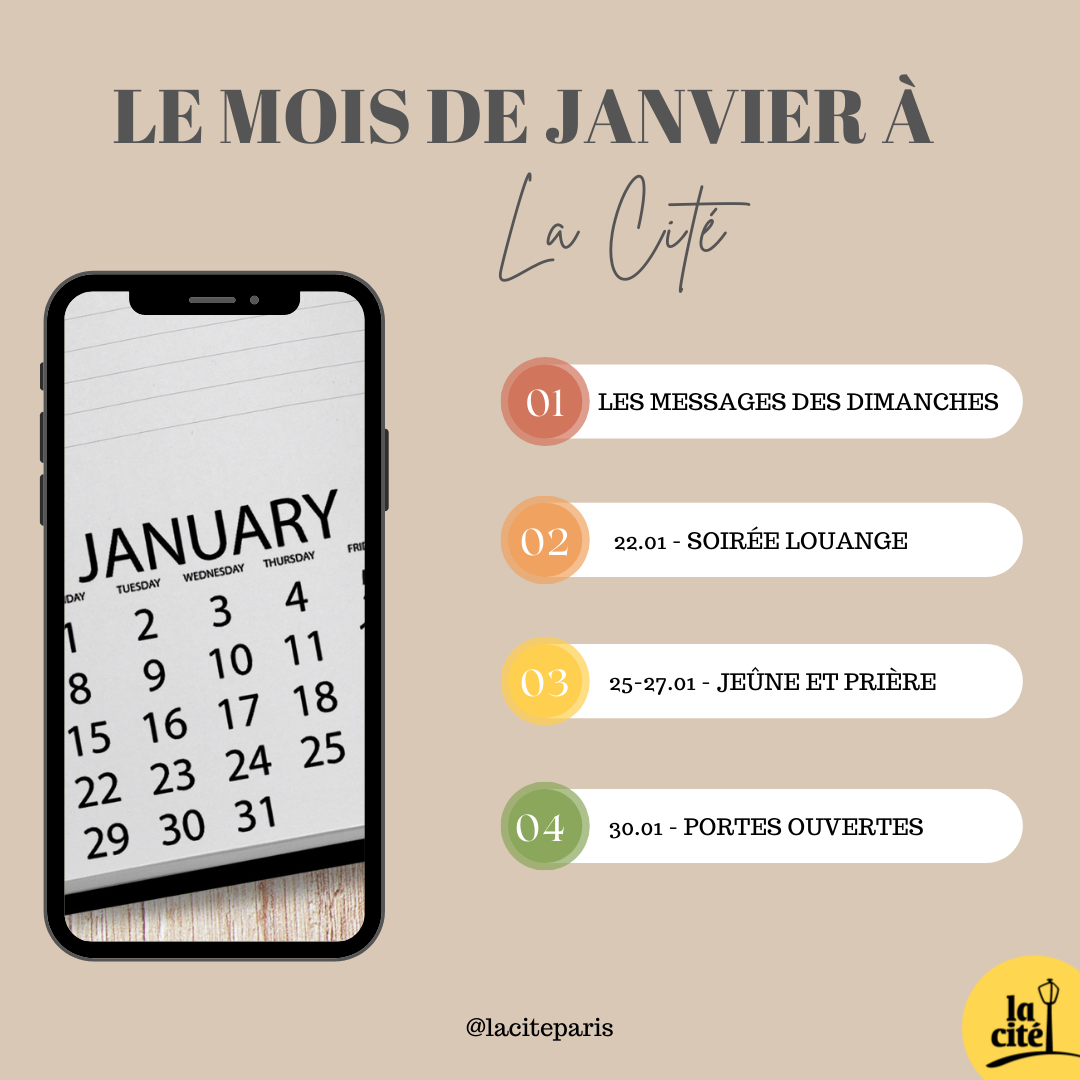 LE MOIS DE JANVIER À
La Cité
JANUARY
TUESDAY WEDNESDAY THURSDAY
1 2 3 4
8 9 10 11
15 16 17 18
22 23 24 25
29 30 31
01 LES MESSAGES DES DIMANCHES
02 22.01 - SOIRÉE LOUANGE
03 25-27.01 - JEÛNE ET PRIÈRE
04 30.01 - PORTES OUVERTES
@laciteparis
la
cité